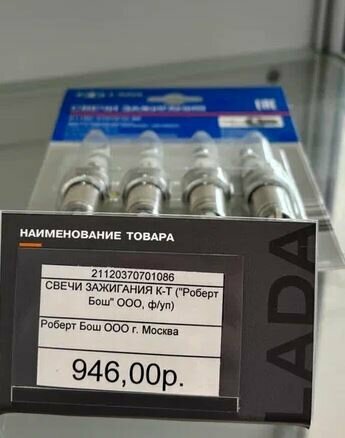 СВЕЧИ ЗАЖИГАНИЯ
НАИМЕНОВАНИЕ ТОВАРА
21120370701086
СВЕЧИ ЗАЖИГАНИЯ К-Т ("Роберт
Бош" ООО, ф/уп)
Роберт Бош ООО г. Москва
946,00р.
LADA